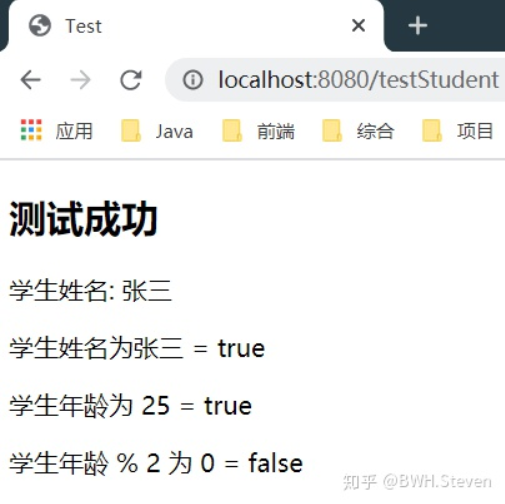 Test
localhost:8080/testStudent
应用 Java 前端 综合 项目
测试成功
学生姓名: 张三
学生姓名为张三 = true
学生年龄为 25 = true
学生年龄 % 2 为 0 = false
知乎 @BWH.Steven